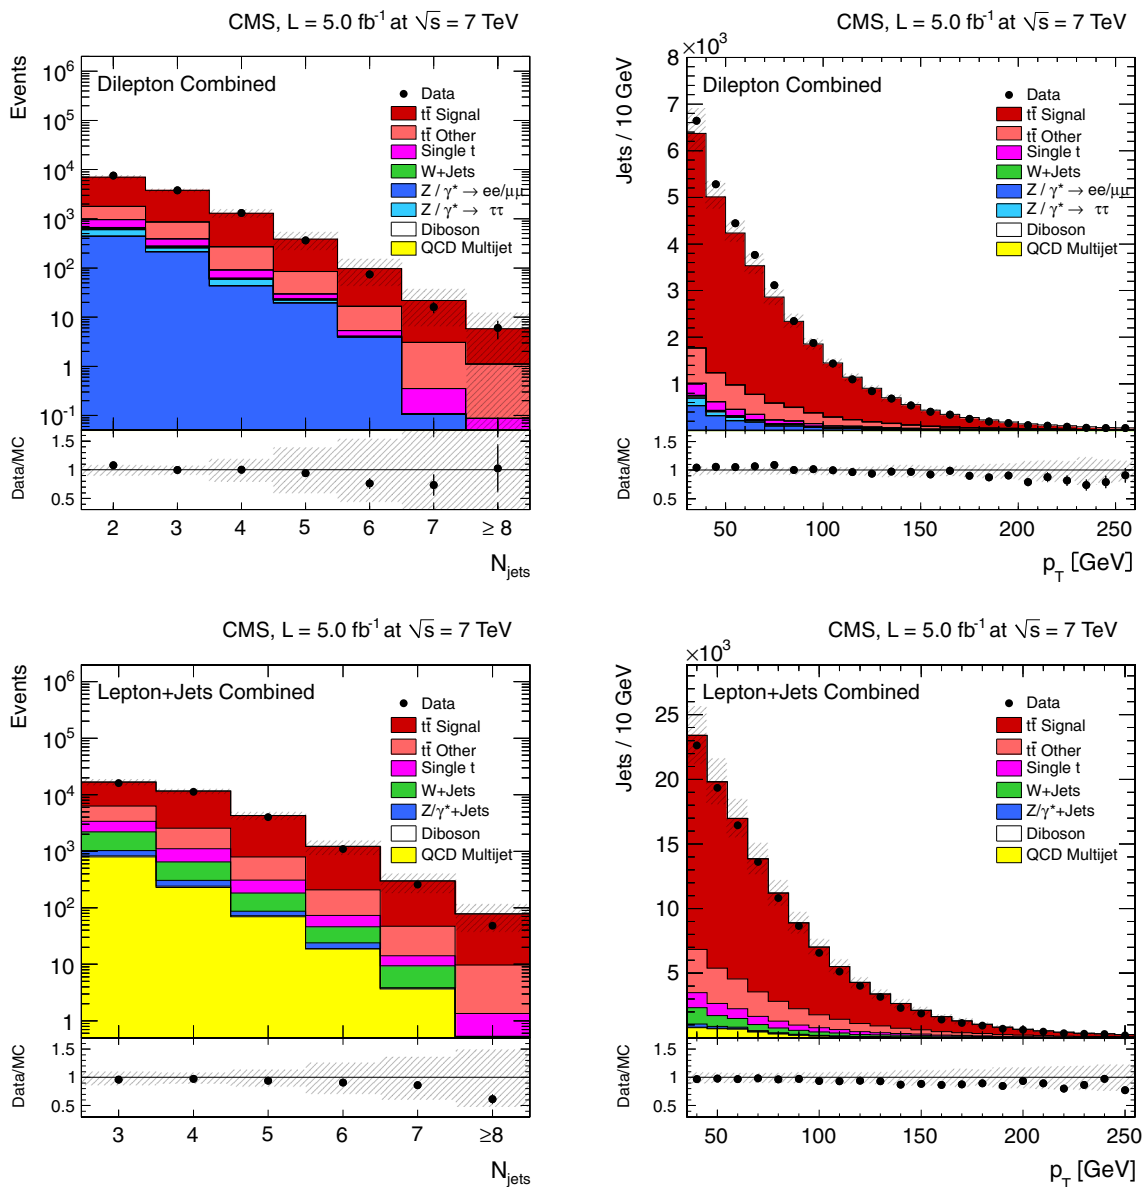 CMS, L = 5.0 fb⁻¹ at √s = 7 TeV
Events
10⁶
10⁵
10⁴
10³
10²
10
1
10⁻¹
Dilepton Combined
Data
tt̄ Signal
tt̄ Other
Single t
W+Jets
Z / γ* → ee/μμ
Z / γ* → ττ
Diboson
QCD Multijet
Data/MC
1.5
1
0.5
2 3 4 5 6 7 ≥ 8
N_jets
CMS, L = 5.0 fb⁻¹ at √s = 7 TeV
×10³
Jets / 10 GeV
8
7
6
5
4
3
2
1
Dilepton Combined
Data
tt̄ Signal
tt̄ Other
Single t
W+Jets
Z / γ* → ee/μμ
Z / γ* → ττ
Diboson
QCD Multijet
Data/MC
1.5
1
0.5
50 100 150 200 250
p_T [GeV]
CMS, L = 5.0 fb⁻¹ at √s = 7 TeV
Events
10⁶
10⁵
10⁴
10³
10²
10
1
Lepton+Jets Combined
Data
tt̄ Signal
tt̄ Other
Single t
W+Jets
Z/γ*+Jets
Diboson
QCD Multijet
Data/MC
1.5
1
0.5
3 4 5 6 7 ≥8
N_jets
CMS, L = 5.0 fb⁻¹ at √s = 7 TeV
×10³
Jets / 10 GeV
25
20
15
10
5
Lepton+Jets Combined
Data
tt̄ Signal
tt̄ Other
Single t
W+Jets
Z/γ*+Jets
Diboson
QCD Multijet
Data/MC
1.5
1
0.5
50 100 150 200 250
p_T [GeV]